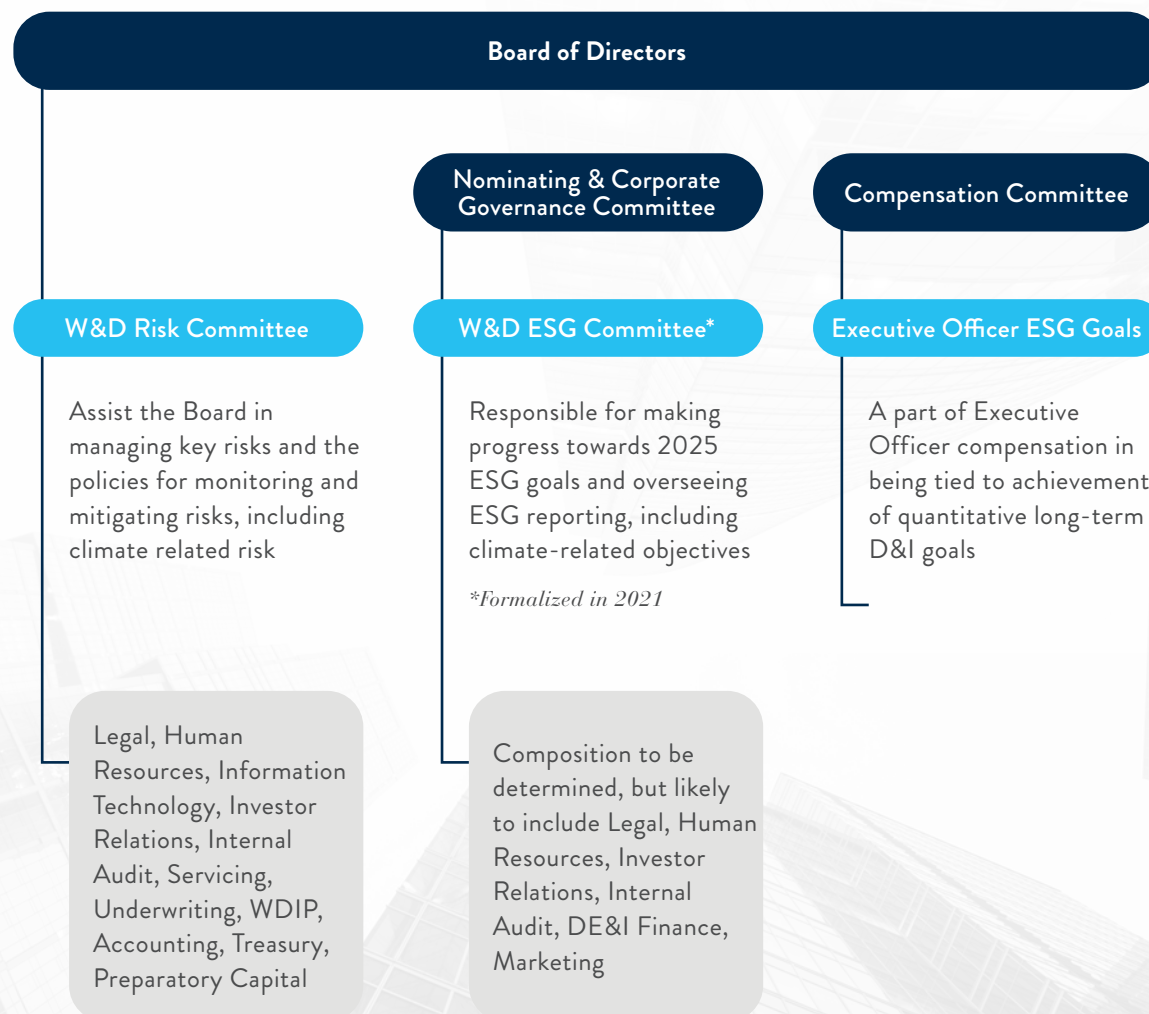 Board of Directors
Nominating & Corporate
Governance Committee
Compensation Committee
W&D Risk Committee
W&D ESG Committee*
Executive Officer ESG Goals
Assist the Board in
managing key risks and the
policies for monitoring and
mitigating risks, including
climate related risk
Responsible for making
progress towards 2025
ESG goals and overseeing
ESG reporting, including
climate-related objectives
*Formalized in 2021
A part of Executive
Officer compensation in
being tied to achievement
of quantitative long-term
D&I goals
Legal, Human
Resources, Information
Technology, Investor
Relations, Internal
Audit, Servicing,
Underwriting, WDIP,
Accounting, Treasury,
Preparatory Capital
Composition to be
determined, but likely
to include Legal, Human
Resources, Investor
Relations, Internal
Audit, DE&I Finance,
Marketing